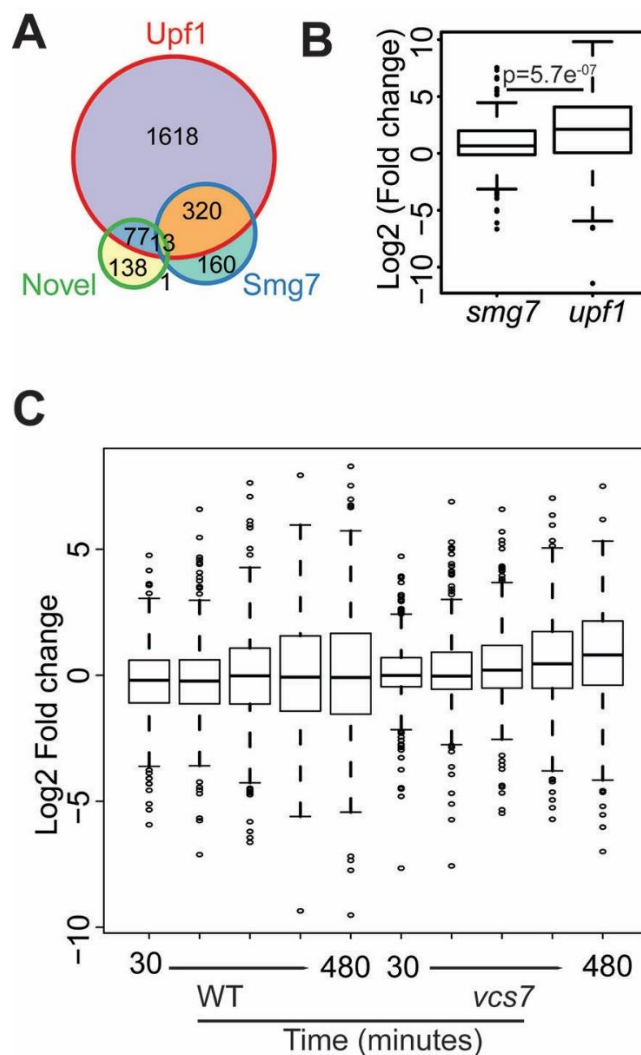 A
Upf1
1618
320
77
13
138
160
Novel
1
Smg7
B
Log2 (Fold change)
10
5
0
−5
−10
p=5.7e-07
smg7
upf1
C
Log2 Fold change
5
0
−5
−10
30
480
30
480
WT
vcs7
Time (minutes)